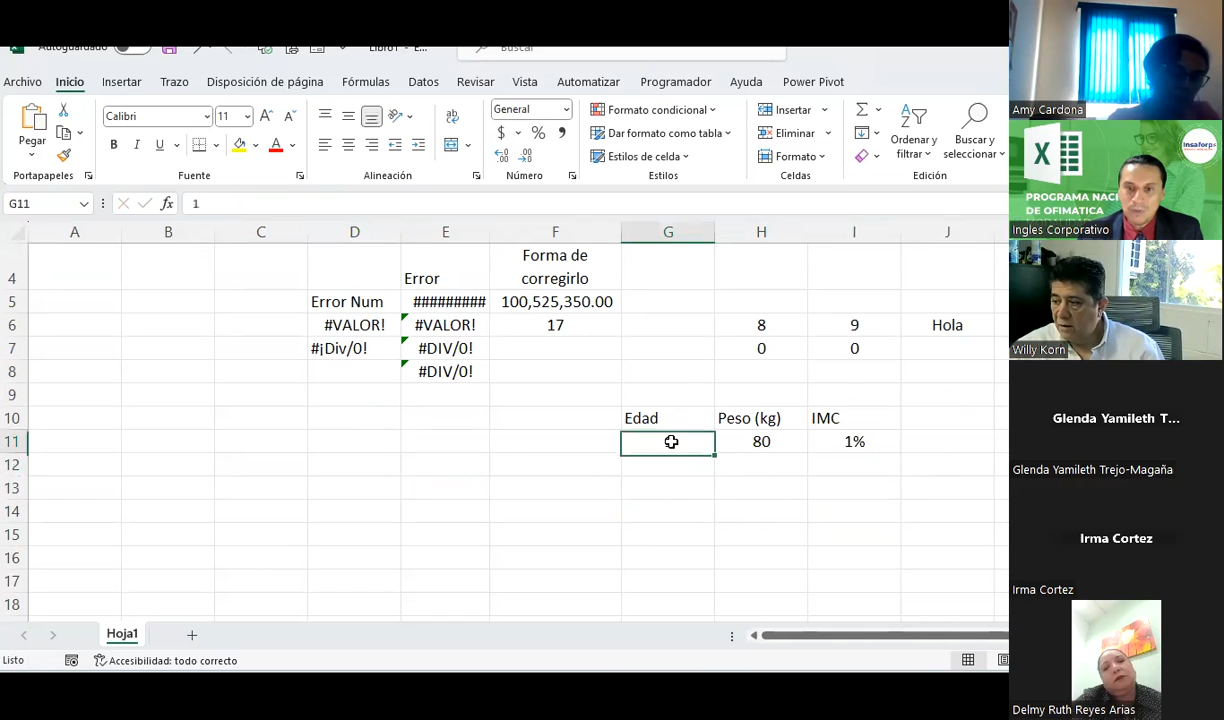 Autoguardado Libro1 - E... Buscar
Archivo Inicio Insertar Trazo Disposición de página Fórmulas Datos Revisar Vista Automatizar Programador Ayuda Power Pivot
Pegar Calibri 11 General Formato condicional Insertar Ordenar y filtrar Buscar y seleccionar
N K S Dar formato como tabla Eliminar
Estilos de celda Formato
Portapapeles Fuente Alineación Número Estilos Celdas Edición
G11 fx 1
A B C D E F G H I J
4 Error Forma de corregirlo
5 Error Num ######### 100,525,350.00
6 #VALOR! #VALOR! 17 8 9 Hola
7 #¡Div/0! #DIV/0! 0 0
8 #DIV/0!
9
10 Edad Peso (kg) IMC
11 80 1%
12
13
14
15
16
17
18
Hoja1
Listo Accesibilidad: todo correcto
Amy Cardona
insaforp
PROGRAMA NACI
DE OFIMATICA
Ingles Corporativo
Willy Korn
Glenda Yamileth T...
Glenda Yamileth Trejo-Magaña
Irma Cortez
Irma Cortez
Delmy Ruth Reyes Arias